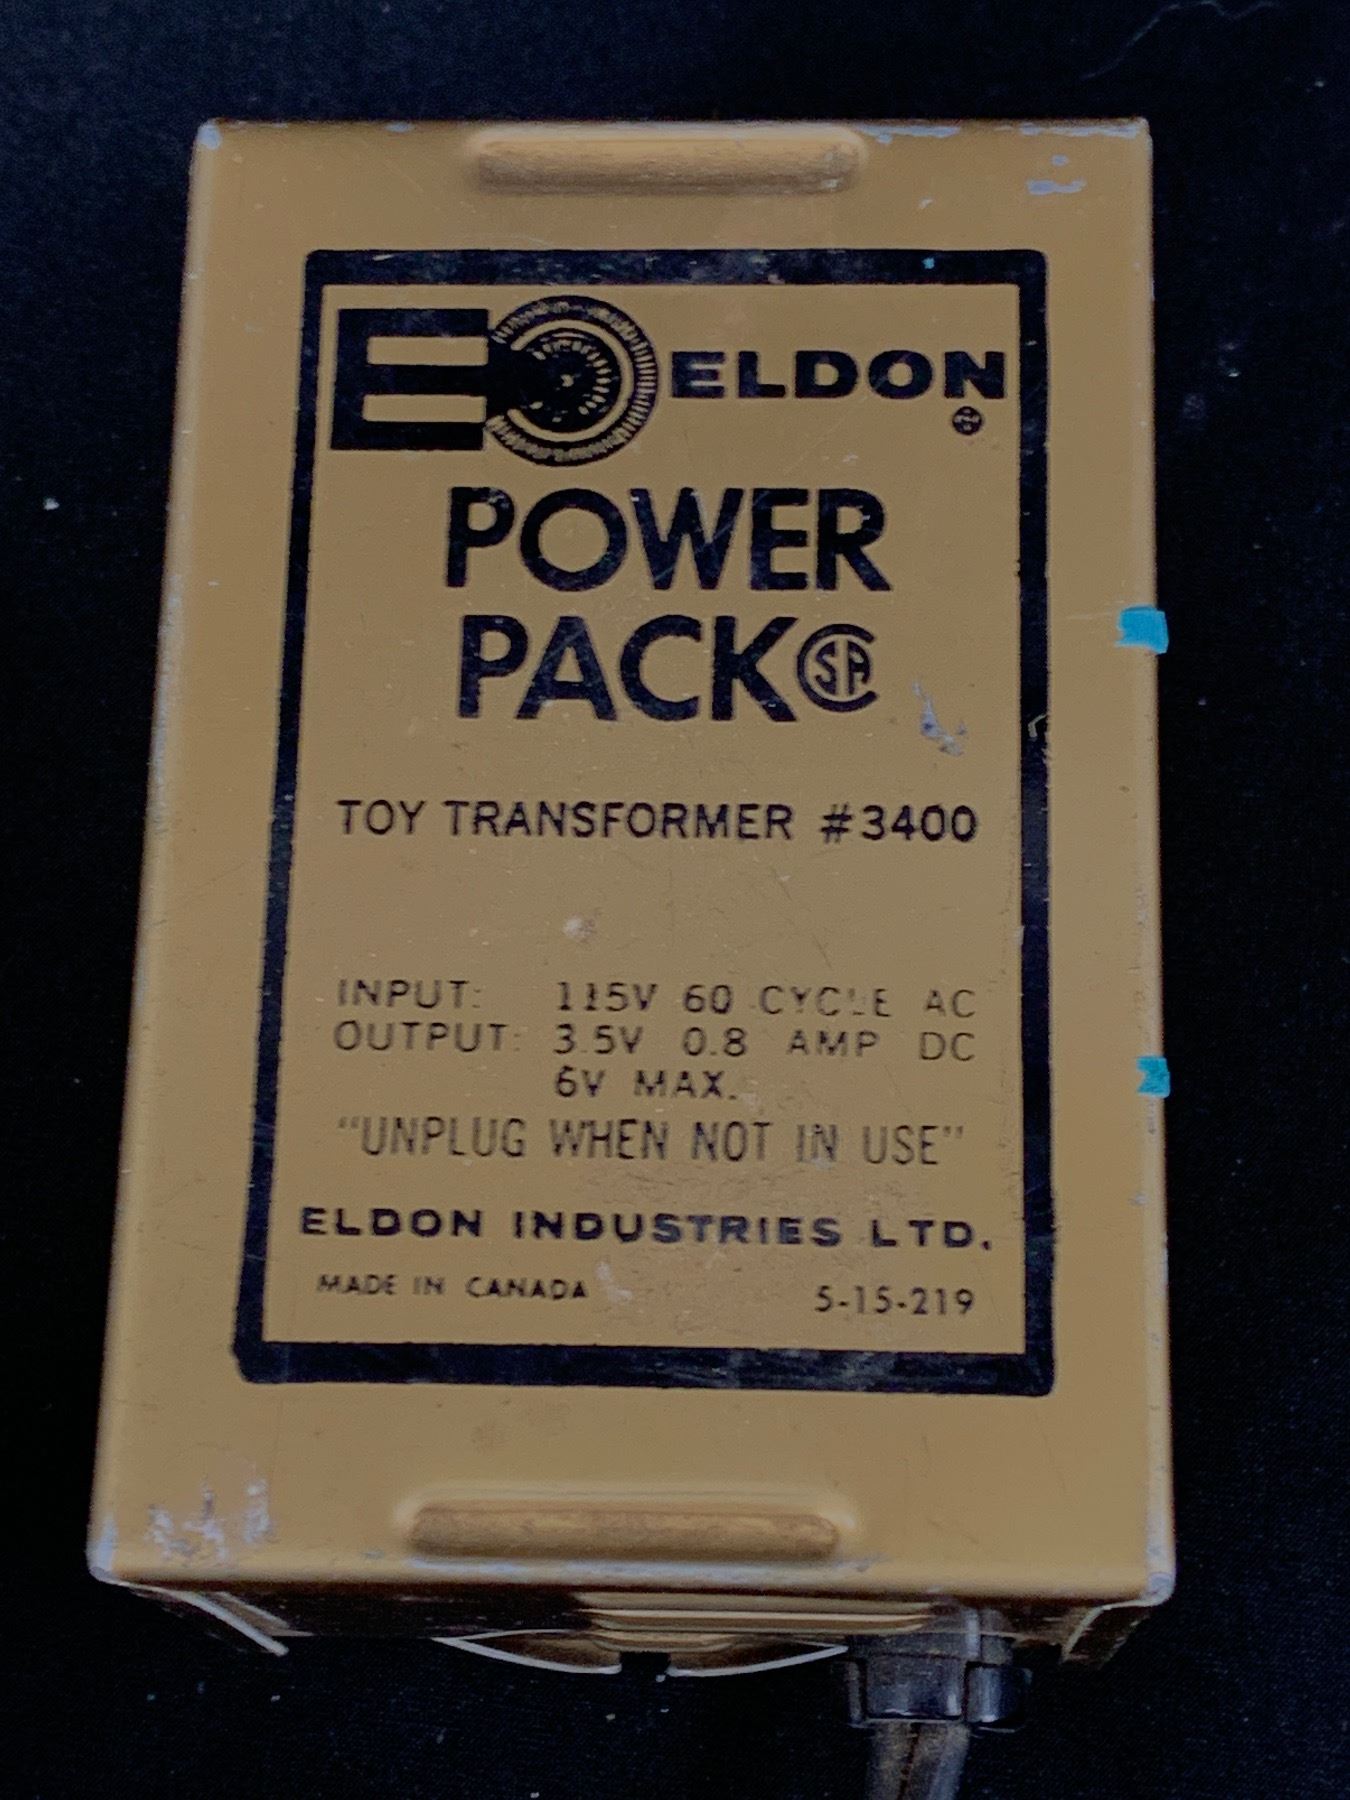 E ELDON
®
POWER
PACK CSA
TOY TRANSFORMER #3400
INPUT: 115V 60 CYCLE AC
OUTPUT: 3.5V 0.8 AMP DC
6V MAX.
"UNPLUG WHEN NOT IN USE"
ELDON INDUSTRIES LTD.
MADE IN CANADA 5-15-219